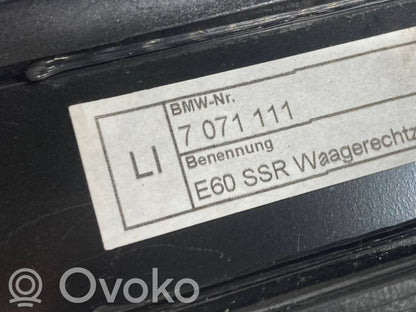 LI
BMW-Nr.
7 071 111
Benennung
E60 SSR Waagerechtz
Ovoko